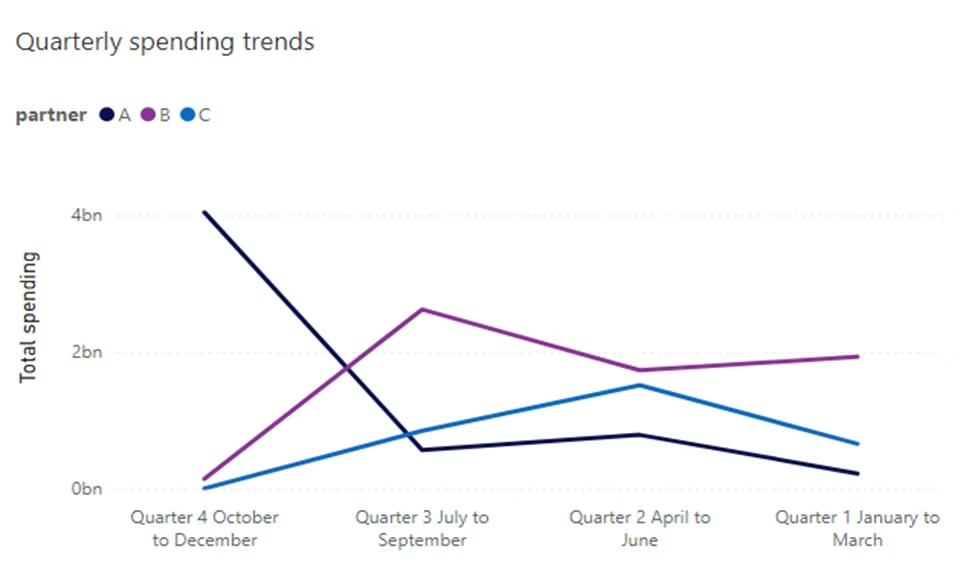 Quarterly spending trends
partner A B C
Total spending
4bn
2bn
0bn
Quarter 4 October
to December
Quarter 3 July to
September
Quarter 2 April to
June
Quarter 1 January to
March